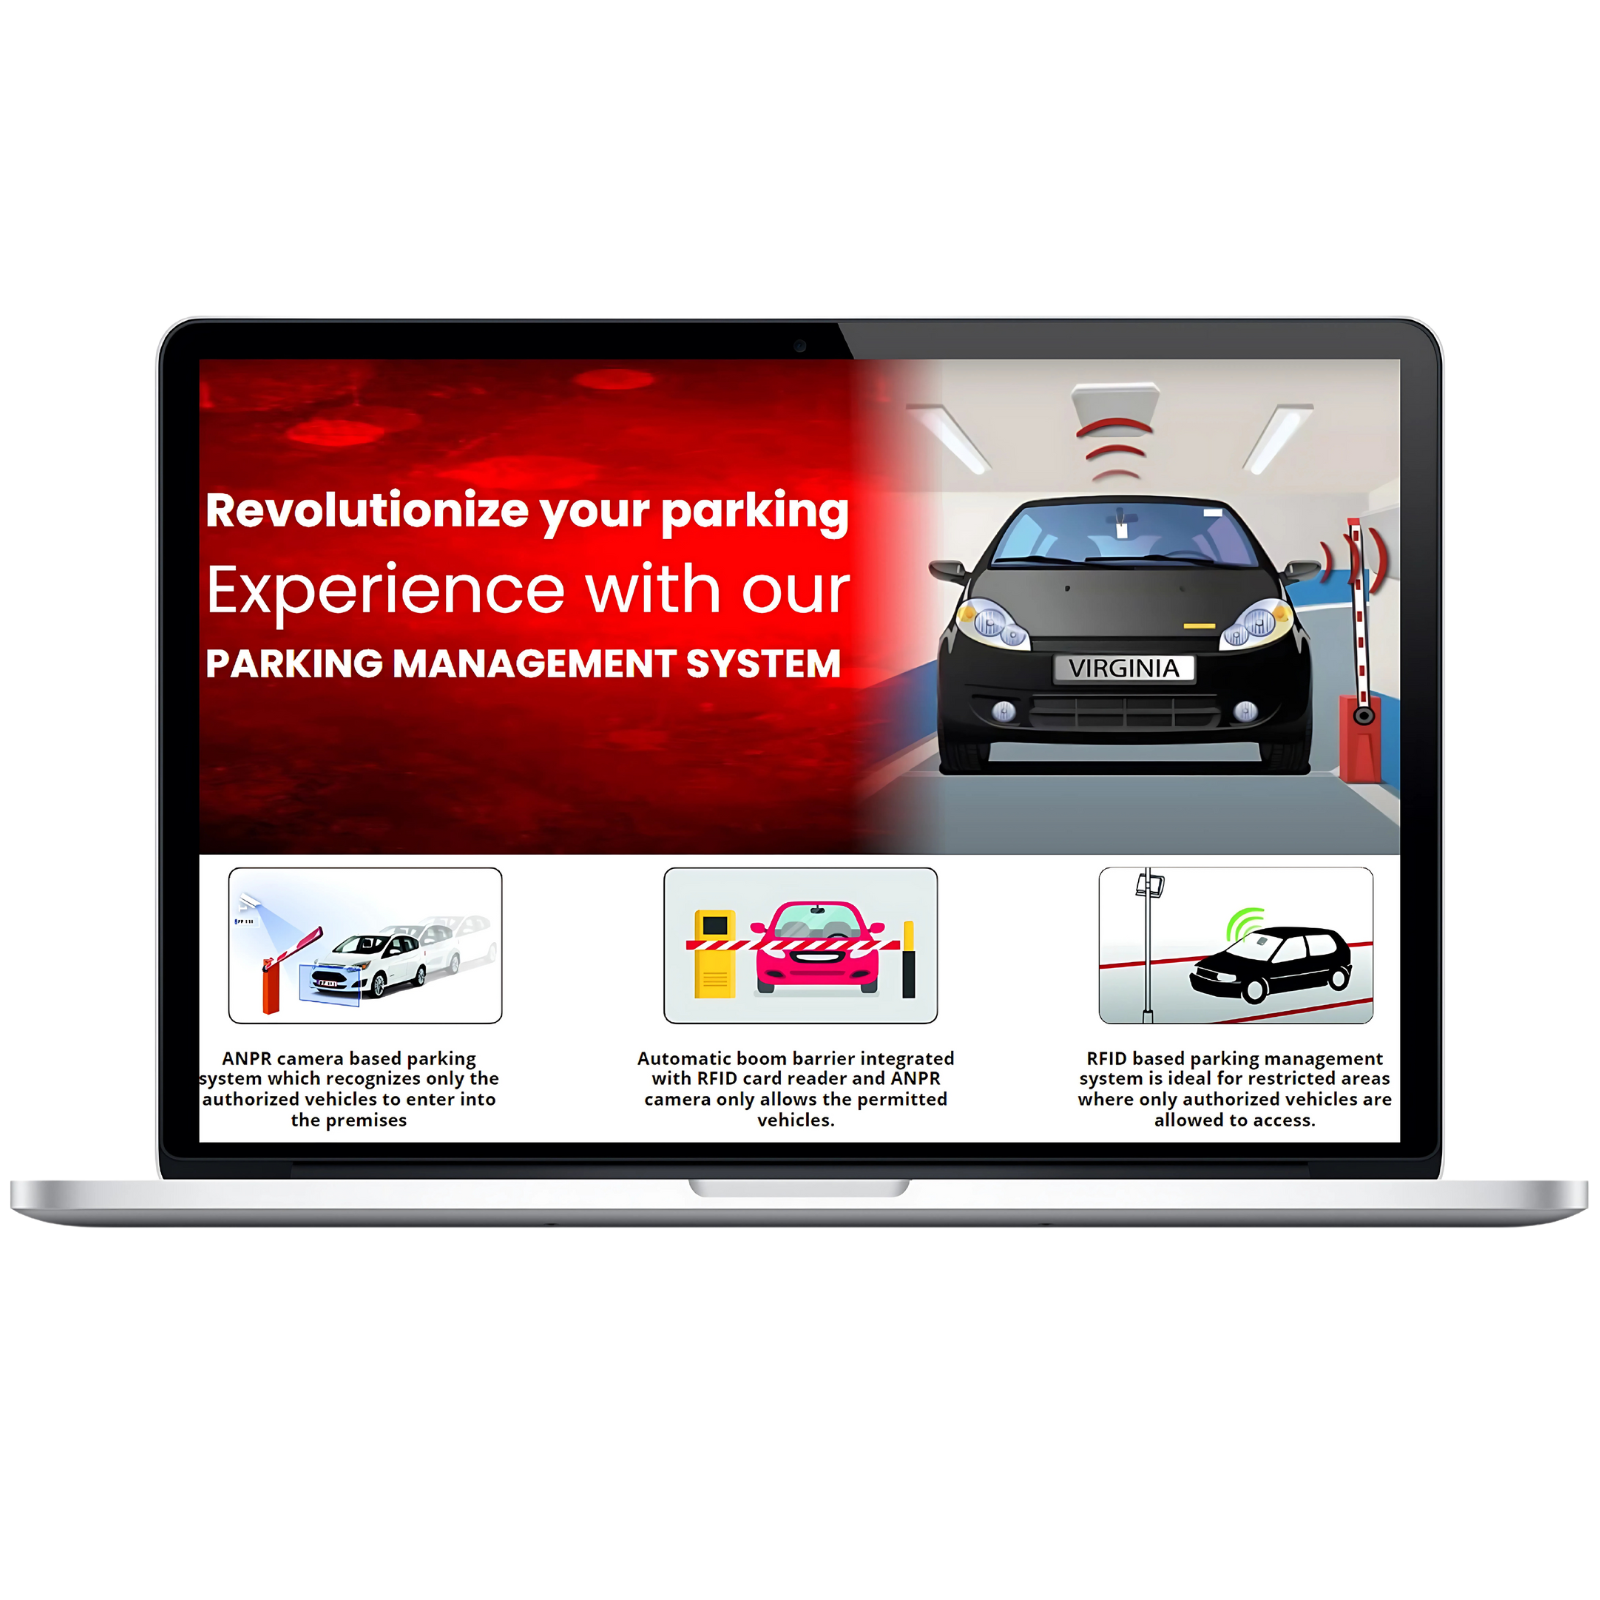 Revolutionize your parking
Experience with our
PARKING MANAGEMENT SYSTEM
VIRGINIA
ANPR camera based parking
system which recognizes only the
authorized vehicles to enter into
the premises
Automatic boom barrier integrated
with RFID card reader and ANPR
camera only allows the permitted
vehicles.
RFID based parking management
system is ideal for restricted areas
where only authorized vehicles are
allowed to access.